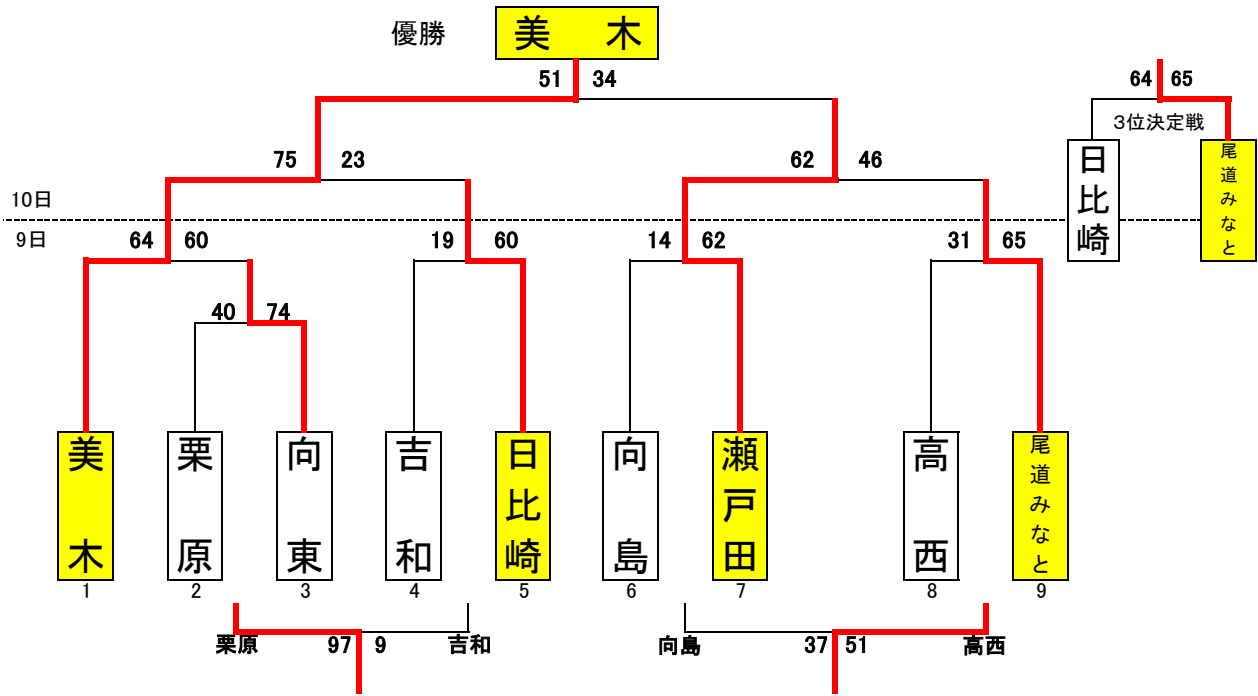 優勝 美木
51 34
64 65
3位決定戦
日比崎
尾道みなと
75 23
62 46
10日
9日
64 60
19 60
14 62
31 65
40 74
美木
栗原
向東
吉和
日比崎
向島
瀬戸田
高西
尾道みなと
1 2 3 4 5 6 7 8 9
栗原 97 9 吉和
向島 37 51 高西